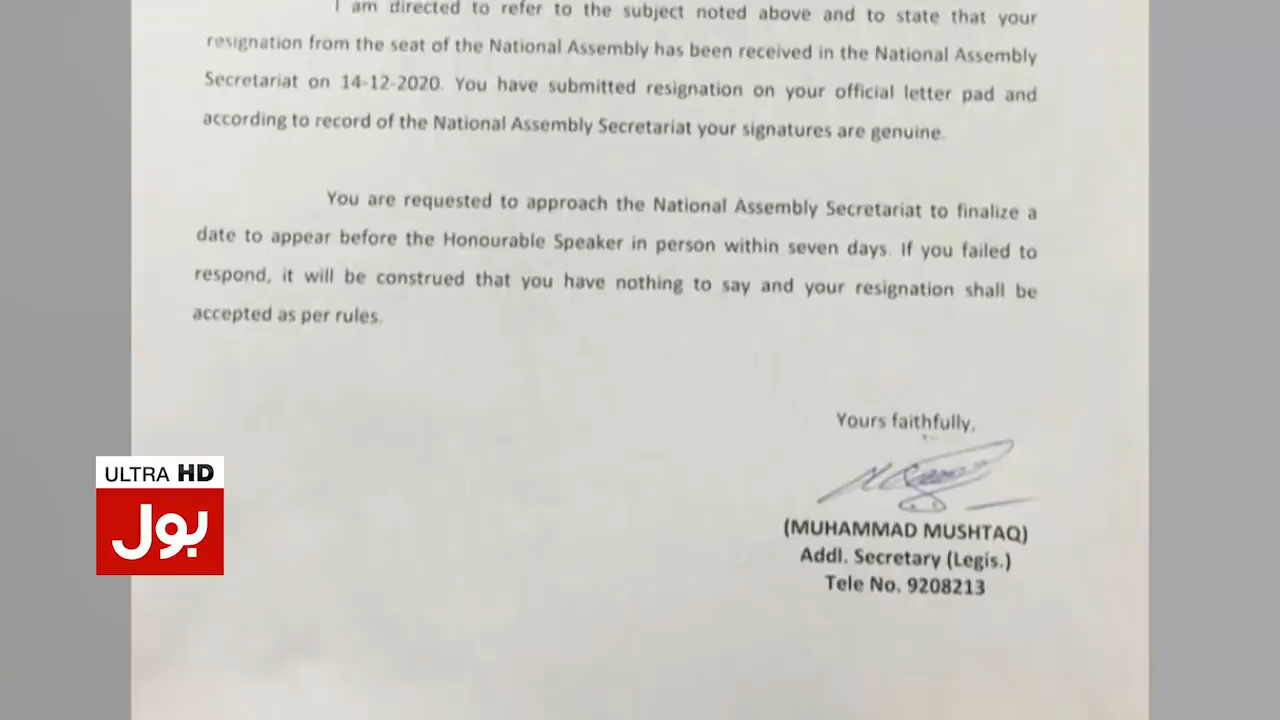 I am directed to refer to the subject noted above and to state that your
resignation from the seat of the National Assembly has been received in the National Assembly
Secretariat on 14-12-2020. You have submitted resignation on your official letter pad and
according to record of the National Assembly Secretariat your signatures are genuine.
You are requested to approach the National Assembly Secretariat to finalize a
date to appear before the Honourable Speaker in person within seven days. If you failed to
respond, it will be construed that you have nothing to say and your resignation shall be
accepted as per rules.
Yours faithfully,
(MUHAMMAD MUSHTAQ)
Addl. Secretary (Legis.)
Tele No. 9208213
ULTRA HD
بول